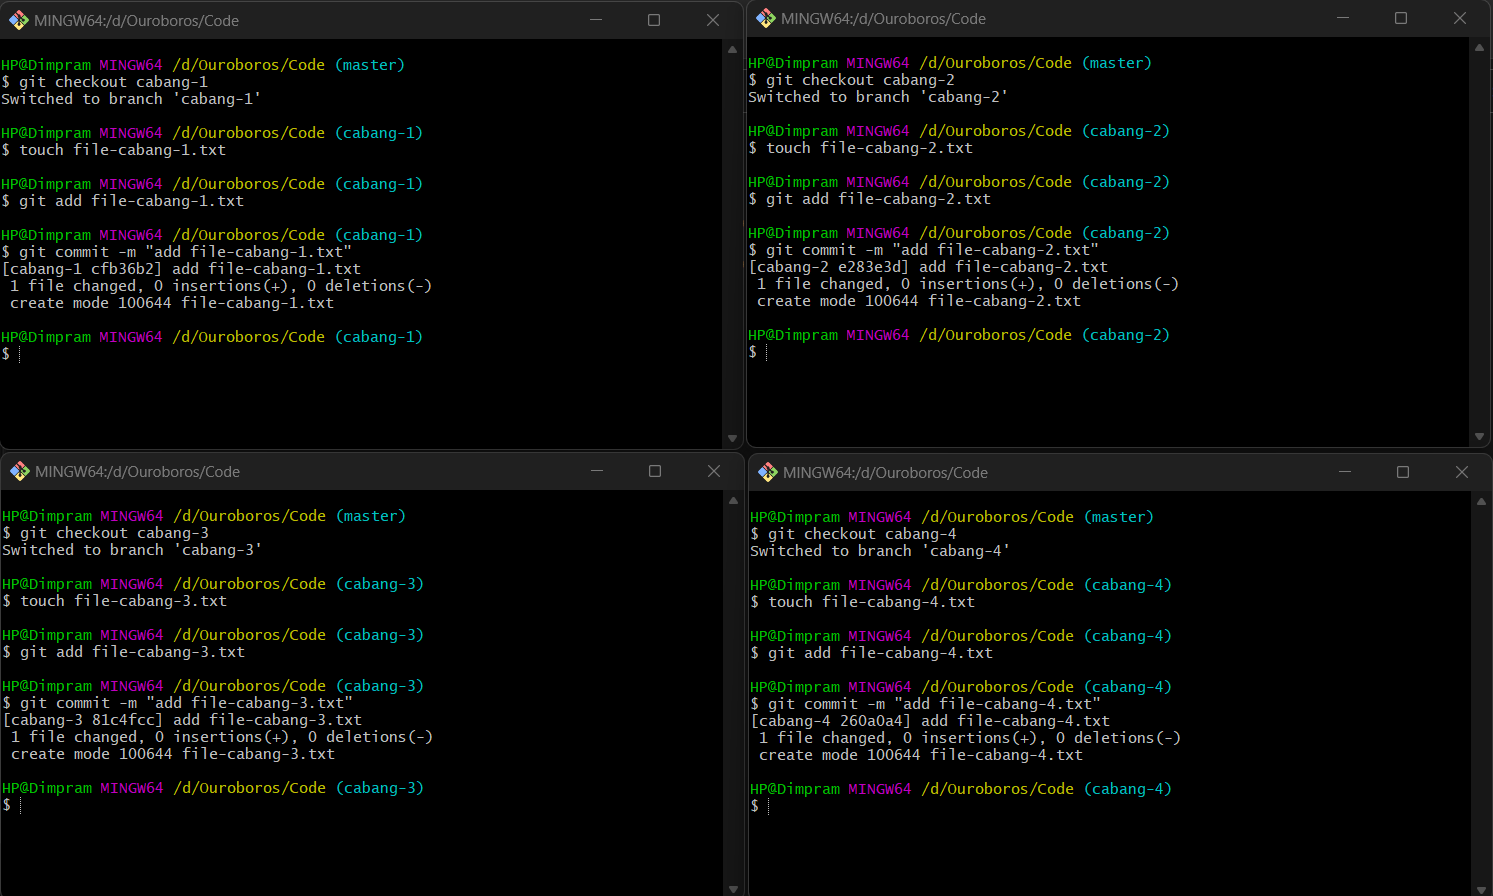 MINGW64:/d/Ouroboros/Code
HP@Dimpram MINGW64 /d/Ouroboros/Code (master)
$ git checkout cabang-1
Switched to branch 'cabang-1'
HP@Dimpram MINGW64 /d/Ouroboros/Code (cabang-1)
$ touch file-cabang-1.txt
HP@Dimpram MINGW64 /d/Ouroboros/Code (cabang-1)
$ git add file-cabang-1.txt
HP@Dimpram MINGW64 /d/Ouroboros/Code (cabang-1)
$ git commit -m "add file-cabang-1.txt"
[cabang-1 cfb36b2] add file-cabang-1.txt
 1 file changed, 0 insertions(+), 0 deletions(-)
 create mode 100644 file-cabang-1.txt
HP@Dimpram MINGW64 /d/Ouroboros/Code (cabang-1)
$
MINGW64:/d/Ouroboros/Code
HP@Dimpram MINGW64 /d/Ouroboros/Code (master)
$ git checkout cabang-2
Switched to branch 'cabang-2'
HP@Dimpram MINGW64 /d/Ouroboros/Code (cabang-2)
$ touch file-cabang-2.txt
HP@Dimpram MINGW64 /d/Ouroboros/Code (cabang-2)
$ git add file-cabang-2.txt
HP@Dimpram MINGW64 /d/Ouroboros/Code (cabang-2)
$ git commit -m "add file-cabang-2.txt"
[cabang-2 e283e3d] add file-cabang-2.txt
 1 file changed, 0 insertions(+), 0 deletions(-)
 create mode 100644 file-cabang-2.txt
HP@Dimpram MINGW64 /d/Ouroboros/Code (cabang-2)
$
MINGW64:/d/Ouroboros/Code
HP@Dimpram MINGW64 /d/Ouroboros/Code (master)
$ git checkout cabang-3
Switched to branch 'cabang-3'
HP@Dimpram MINGW64 /d/Ouroboros/Code (cabang-3)
$ touch file-cabang-3.txt
HP@Dimpram MINGW64 /d/Ouroboros/Code (cabang-3)
$ git add file-cabang-3.txt
HP@Dimpram MINGW64 /d/Ouroboros/Code (cabang-3)
$ git commit -m "add file-cabang-3.txt"
[cabang-3 81c4fcc] add file-cabang-3.txt
 1 file changed, 0 insertions(+), 0 deletions(-)
 create mode 100644 file-cabang-3.txt
HP@Dimpram MINGW64 /d/Ouroboros/Code (cabang-3)
$
MINGW64:/d/Ouroboros/Code
HP@Dimpram MINGW64 /d/Ouroboros/Code (master)
$ git checkout cabang-4
Switched to branch 'cabang-4'
HP@Dimpram MINGW64 /d/Ouroboros/Code (cabang-4)
$ touch file-cabang-4.txt
HP@Dimpram MINGW64 /d/Ouroboros/Code (cabang-4)
$ git add file-cabang-4.txt
HP@Dimpram MINGW64 /d/Ouroboros/Code (cabang-4)
$ git commit -m "add file-cabang-4.txt"
[cabang-4 260a0a4] add file-cabang-4.txt
 1 file changed, 0 insertions(+), 0 deletions(-)
 create mode 100644 file-cabang-4.txt
HP@Dimpram MINGW64 /d/Ouroboros/Code (cabang-4)
$